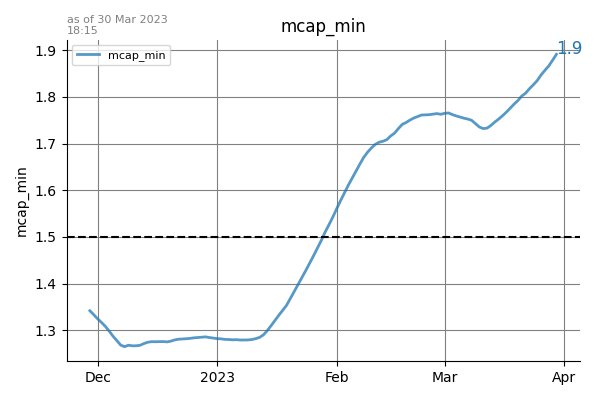 as of 30 Mar 2023
18:15
mcap_min
mcap_min
1.9
1.9
1.8
1.7
1.6
1.5
1.4
1.3
mcap_min
Dec
2023
Feb
Mar
Apr